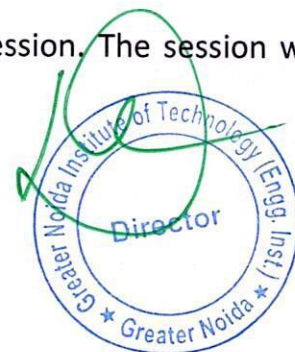 ession. The session w
Greater Noida Institute of Technology (Engg. Inst.)
Director
★ Greater Noida ★